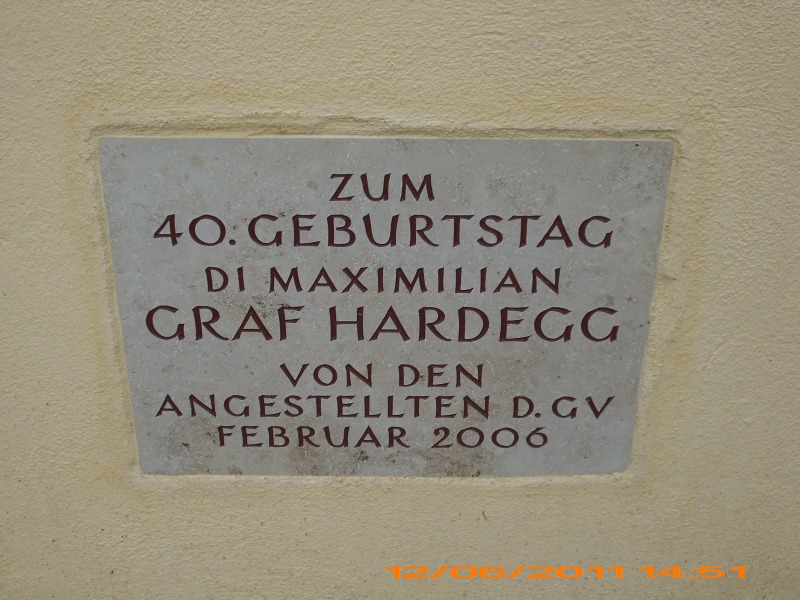 ZUM
40. GEBURTSTAG
DI MAXIMILIAN
GRAF HARDEGG
VON DEN
ANGESTELLTEN D. GV
FEBRUAR 2006
12/06/2011 14:51